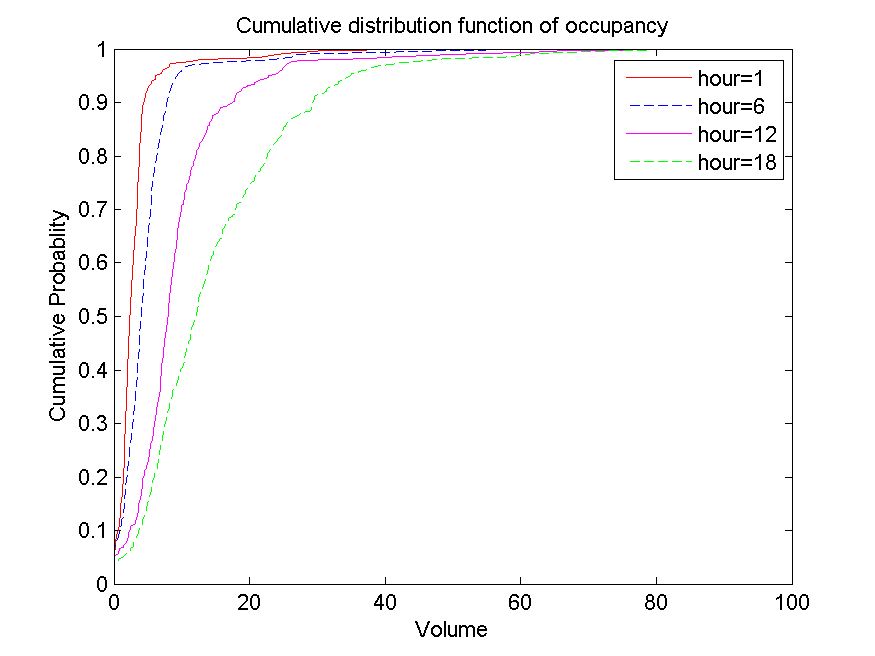 Cumulative distribution function of occupancy
1
0.9
0.8
0.7
0.6
0.5
0.4
0.3
0.2
0.1
0
Cumulative Probablity
hour=1
hour=6
hour=12
hour=18
0 20 40 60 80 100
Volume